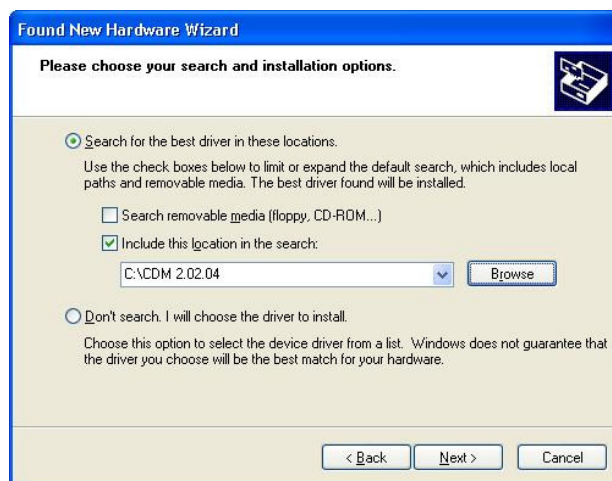 Found New Hardware Wizard
Please choose your search and installation options.
Search for the best driver in these locations.
Use the check boxes below to limit or expand the default search, which includes local
paths and removable media. The best driver found will be installed.
Search removable media (floppy, CD-ROM...)
Include this location in the search:
C:\CDM 2.02.04
Browse
Don't search. I will choose the driver to install.
Choose this option to select the device driver from a list. Windows does not guarantee that
the driver you choose will be the best match for your hardware.
< Back
Next >
Cancel